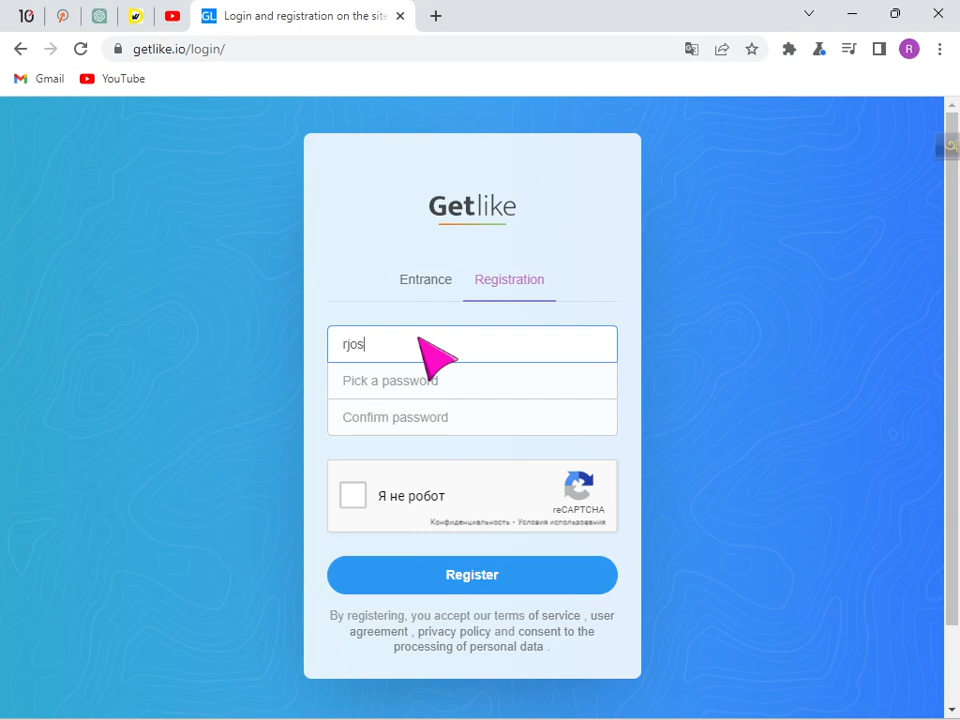 10
GL Login and registration on the site
getlike.io/login/
R
Gmail
YouTube
Getlike
Entrance
Registration
rjos
Pick a password
Confirm password
Я не робот
reCAPTCHA
Конфиденциальность - Условия использования
Register
By registering, you accept our terms of service , user
agreement , privacy policy and consent to the
processing of personal data .